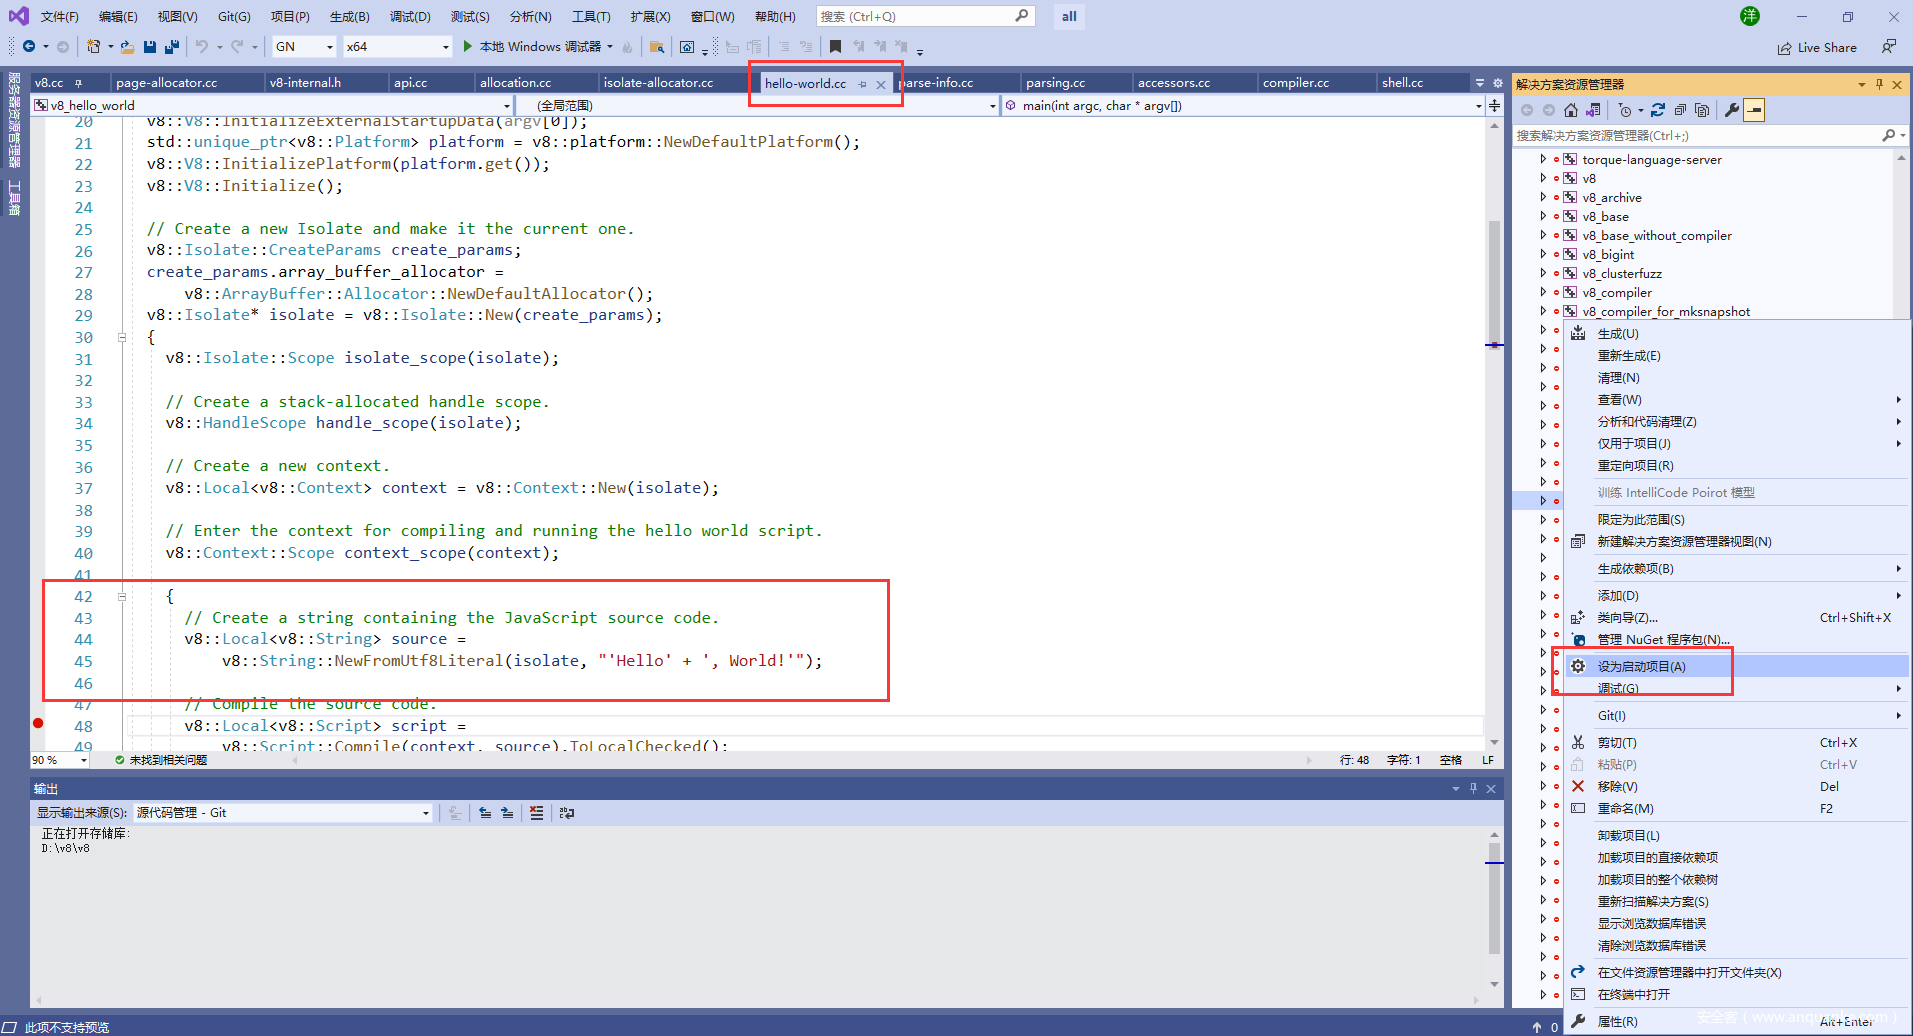 文件(F) 编辑(E) 视图(V) Git(G) 项目(P) 生成(B) 调试(D) 测试(S) 分析(N) 工具(T) 扩展(X) 窗口(W) 帮助(H) 搜索 (Ctrl+Q) all 洋
GN x64 本地 Windows 调试器 Live Share
服务器资源管理器
工具箱
v8.cc page-allocator.cc v8-internal.h api.cc allocation.cc isolate-allocator.cc hello-world.cc parse-info.cc parsing.cc accessors.cc compiler.cc shell.cc
v8_hello_world (全局范围) main(int argc, char * argv[])
20 v8::V8::InitializeExternalStartupData(argv[0]);
21 std::unique_ptr<v8::Platform> platform = v8::platform::NewDefaultPlatform();
22 v8::V8::InitializePlatform(platform.get());
23 v8::V8::Initialize();
24
25 // Create a new Isolate and make it the current one.
26 v8::Isolate::CreateParams create_params;
27 create_params.array_buffer_allocator =
28 v8::ArrayBuffer::Allocator::NewDefaultAllocator();
29 v8::Isolate* isolate = v8::Isolate::New(create_params);
30 {
31 v8::Isolate::Scope isolate_scope(isolate);
32
33 // Create a stack-allocated handle scope.
34 v8::HandleScope handle_scope(isolate);
35
36 // Create a new context.
37 v8::Local<v8::Context> context = v8::Context::New(isolate);
38
39 // Enter the context for compiling and running the hello world script.
40 v8::Context::Scope context_scope(context);
41
42 {
43 // Create a string containing the JavaScript source code.
44 v8::Local<v8::String> source =
45 v8::String::NewFromUtf8Literal(isolate, "'Hello' + ', World!'");
46
47 // Compile the source code.
48 v8::Local<v8::Script> script =
49 v8::Script::Compile(context, source).ToLocalChecked();
90 % 未找到相关问题 行: 48 字符: 1 空格 LF
输出
显示输出来源(S): 源代码管理 - Git
正在打开存储库:
D:\v8\v8
此项不支持预览
解决方案资源管理器
搜索解决方案资源管理器(Ctrl+;)
torque-language-server
v8
v8_archive
v8_base
v8_base_without_compiler
v8_bigint
v8_clusterfuzz
v8_compiler
v8_compiler_for_mksnapshot
生成(U)
重新生成(E)
清理(N)
查看(W)
分析和代码清理(Z)
仅用于项目(J)
重定向项目(R)
训练 IntelliCode Poirot 模型
限定为此范围(S)
新建解决方案资源管理器视图(N)
生成依赖项(B)
添加(D)
类向导(Z)... Ctrl+Shift+X
管理 NuGet 程序包(N)...
设为启动项目(A)
调试(G)
Git(I)
剪切(T) Ctrl+X
粘贴(P) Ctrl+V
移除(V) Del
重命名(M) F2
卸载项目(L)
加载项目的直接依赖项
加载项目的整个依赖树
重新扫描解决方案(S)
显示浏览数据库错误
清除浏览数据库错误
在文件资源管理器中打开文件夹(X)
在终端中打开
属性(R) Alt+Enter
0